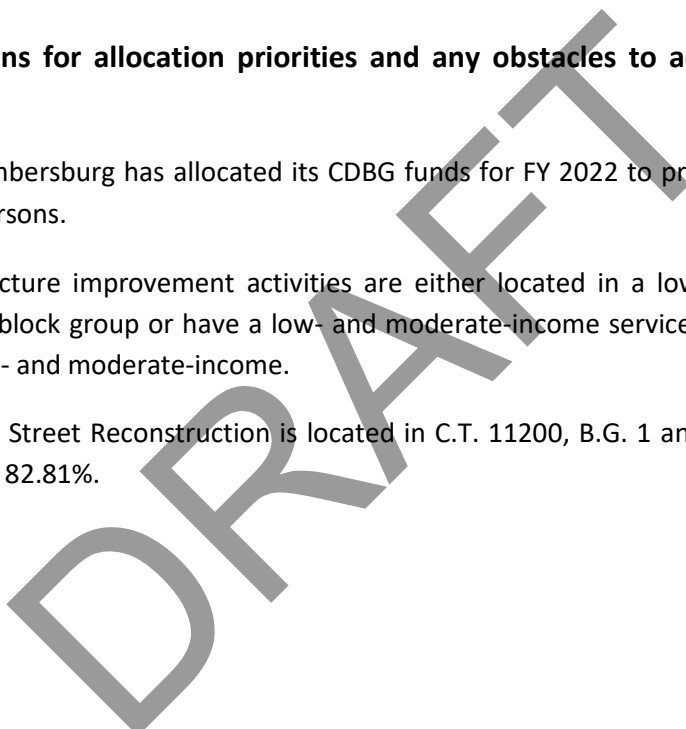 ns for allocation priorities and any obstacles to a
mbersburg has allocated its CDBG funds for FY 2022 to pr
rsons.
cture improvement activities are either located in a low
block group or have a low- and moderate-income service
- and moderate-income.
Street Reconstruction is located in C.T. 11200, B.G. 1 an
82.81%.
DRAFT